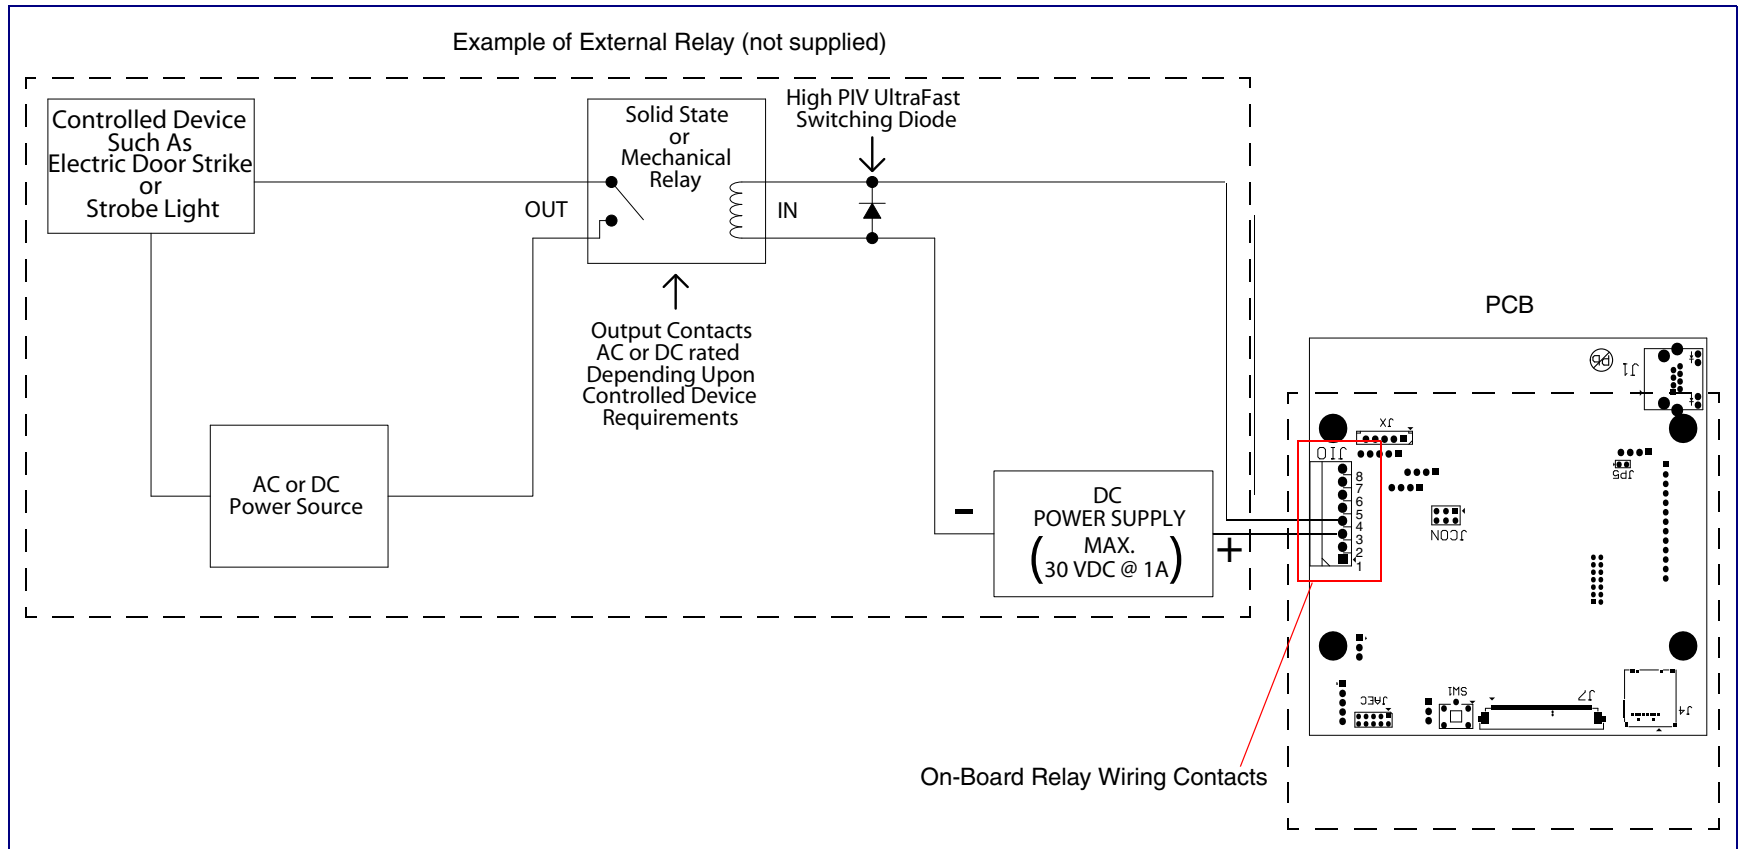 Example of External Relay (not supplied)
Controlled Device
Such As
Electric Door Strike
or
Strobe Light
Solid State
or
Mechanical
Relay
High PIV UltraFast
Switching Diode
OUT
IN
Output Contacts
AC or DC rated
Depending Upon
Controlled Device
Requirements
AC or DC
Power Source
-
DC
POWER SUPPLY
(MAX.
30 VDC @ 1A)
+
PCB
Pb
J1
JX
JIO
8
7
6
5
4
3
2
1
JP5
JCON
JAEC
SW1
J7
J4
On-Board Relay Wiring Contacts